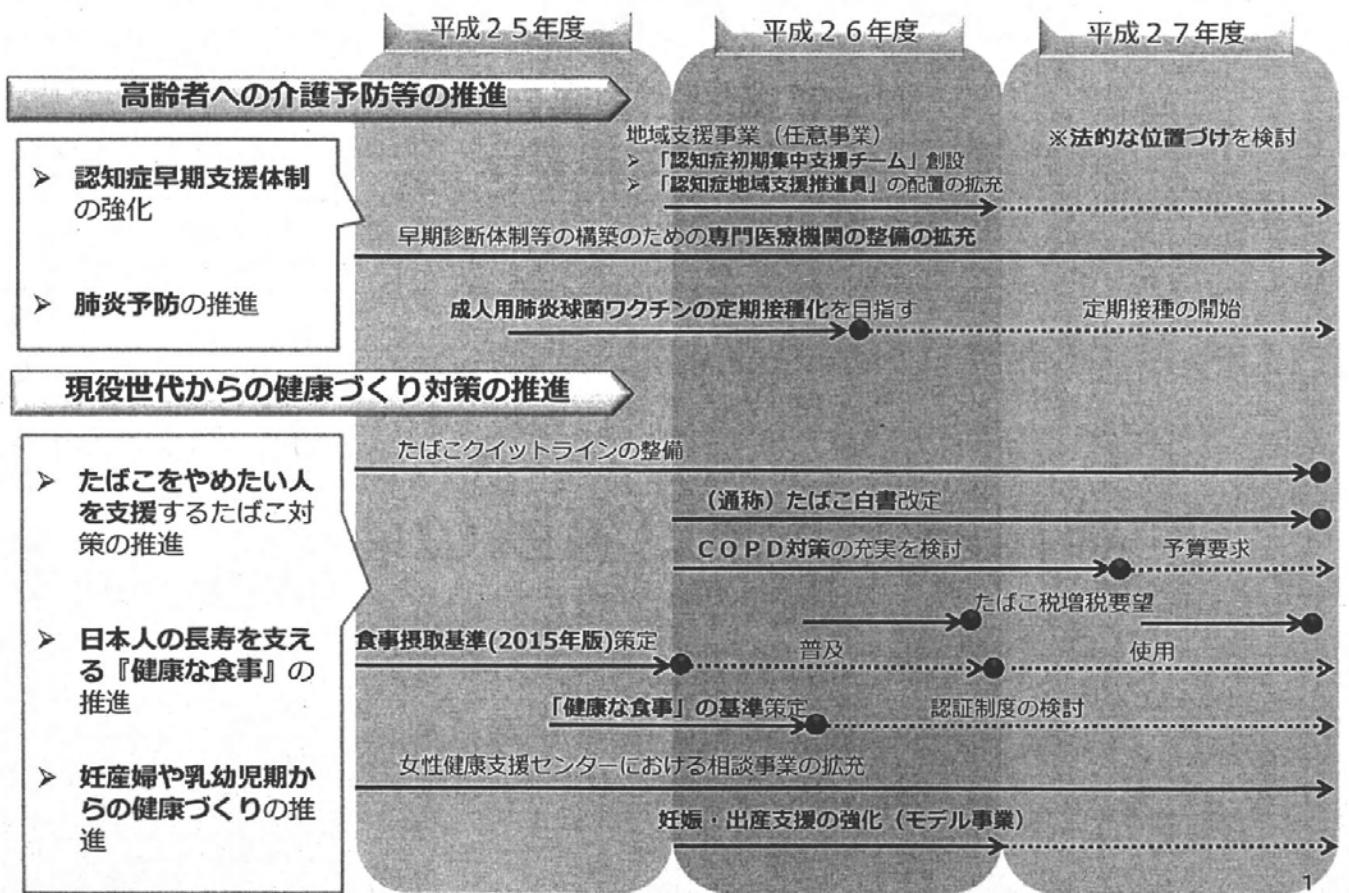 平成２５年度
平成２６年度
平成２７年度
高齢者への介護予防等の推進
➢ 認知症早期支援体制
の強化
➢ 肺炎予防の推進
地域支援事業（任意事業）
➢ 「認知症初期集中支援チーム」創設
➢ 「認知症地域支援推進員」の配置の拡充
※法的な位置づけを検討
早期診断体制等の構築のための専門医療機関の整備の拡充
成人用肺炎球菌ワクチンの定期接種化を目指す
定期接種の開始
現役世代からの健康づくり対策の推進
➢ たばこをやめたい人
を支援するたばこ対
策の推進
➢ 日本人の長寿を支え
る『健康な食事』の
推進
➢ 妊産婦や乳幼児期か
らの健康づくりの推
進
たばこクイットラインの整備
（通称）たばこ白書改定
ＣＯＰＤ対策の充実を検討
予算要求
たばこ税増税要望
食事摂取基準(2015年版)策定
普及
使用
「健康な食事」の基準策定
認証制度の検討
女性健康支援センターにおける相談事業の拡充
妊娠・出産支援の強化（モデル事業）
1